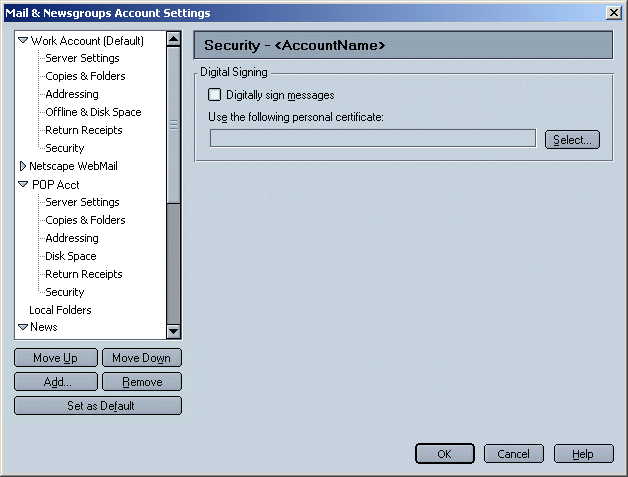 Mail & Newsgroups Account Settings
Work Account (Default)
Server Settings
Copies & Folders
Addressing
Offline & Disk Space
Return Receipts
Security
Netscape WebMail
POP Acct
Server Settings
Copies & Folders
Addressing
Disk Space
Return Receipts
Security
Local Folders
News
Move Up
Move Down
Add...
Remove
Set as Default
Security - <AccountName>
Digital Signing
Digitally sign messages
Use the following personal certificate:
Select...
OK
Cancel
Help